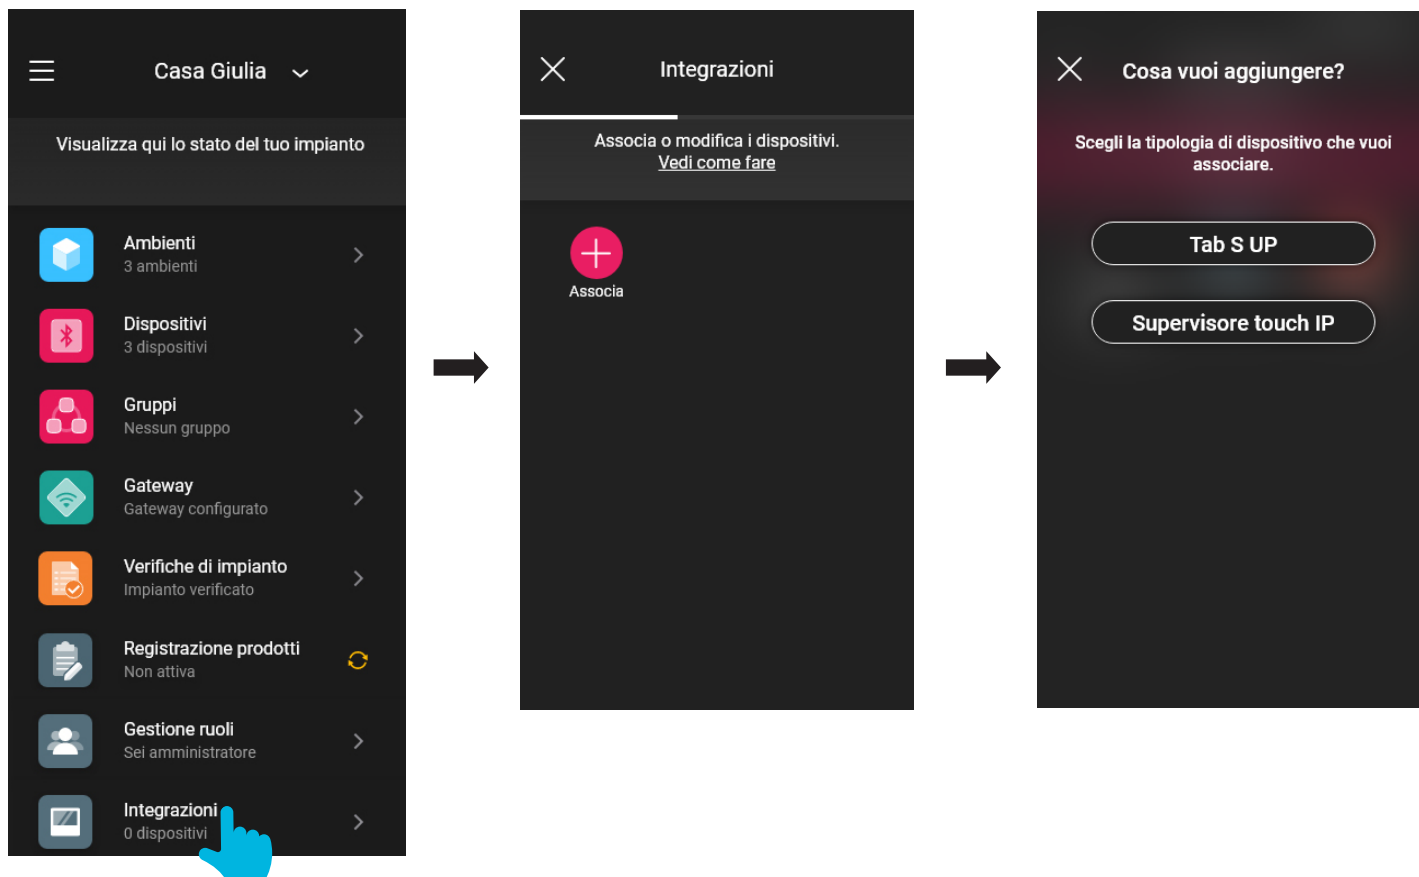 Casa Giulia
Visualizza qui lo stato del tuo impianto
Ambienti
3 ambienti
Dispositivi
3 dispositivi
Gruppi
Nessun gruppo
Gateway
Gateway configurato
Verifiche di impianto
Impianto verificato
Registrazione prodotti
Non attiva
Gestione ruoli
Sei amministratore
Integrazioni
0 dispositivi
Integrazioni
Associa o modifica i dispositivi.
Vedi come fare
Associa
Cosa vuoi aggiungere?
Scegli la tipologia di dispositivo che vuoi
associare.
Tab S UP
Supervisore touch IP